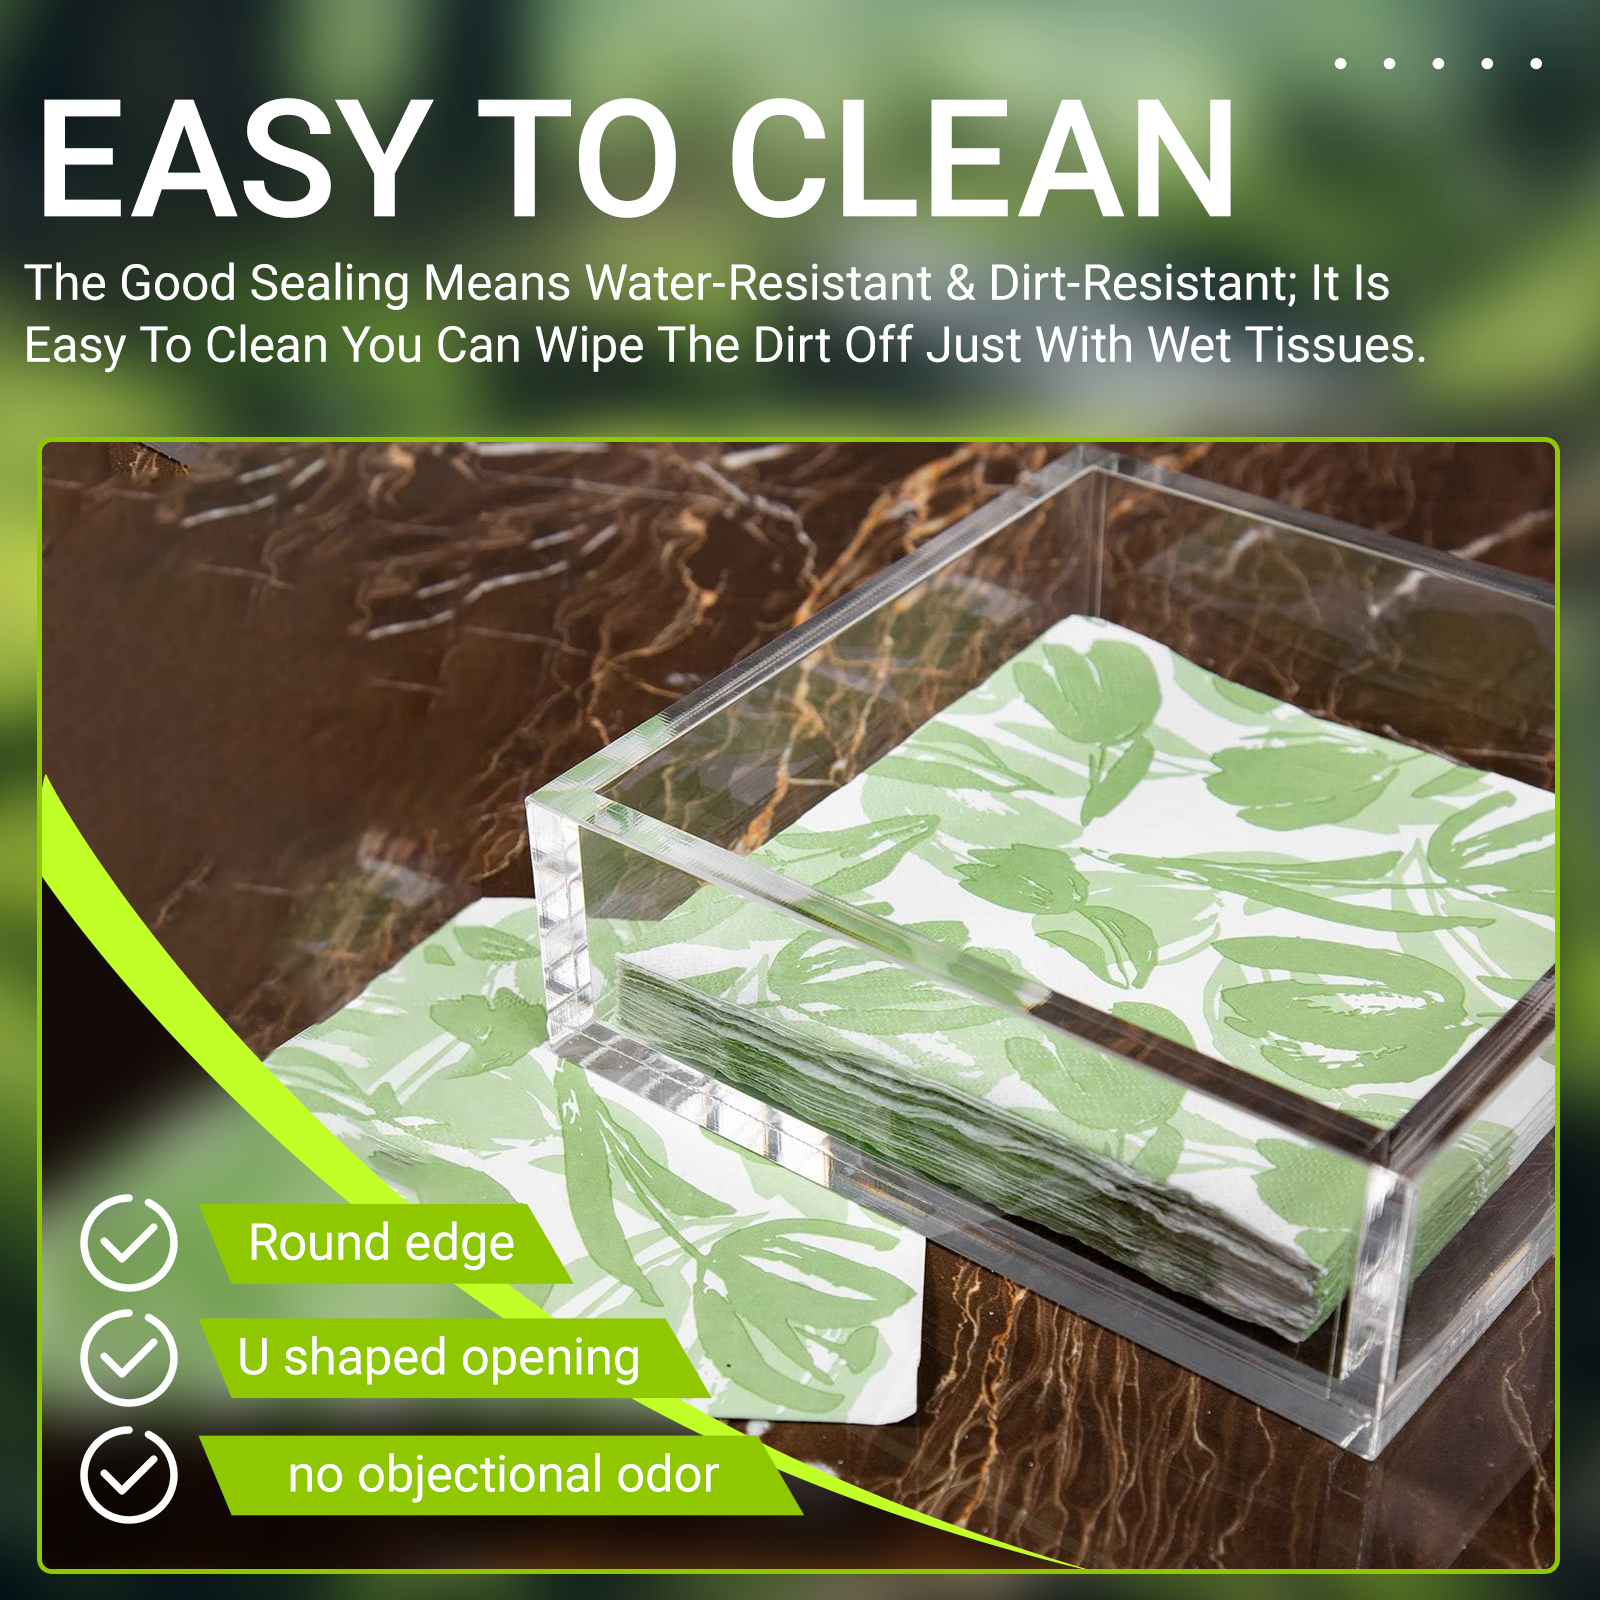 EASY TO CLEAN
The Good Sealing Means Water-Resistant & Dirt-Resistant; It Is
Easy To Clean You Can Wipe The Dirt Off Just With Wet Tissues.
Round edge
U shaped opening
no objectional odor